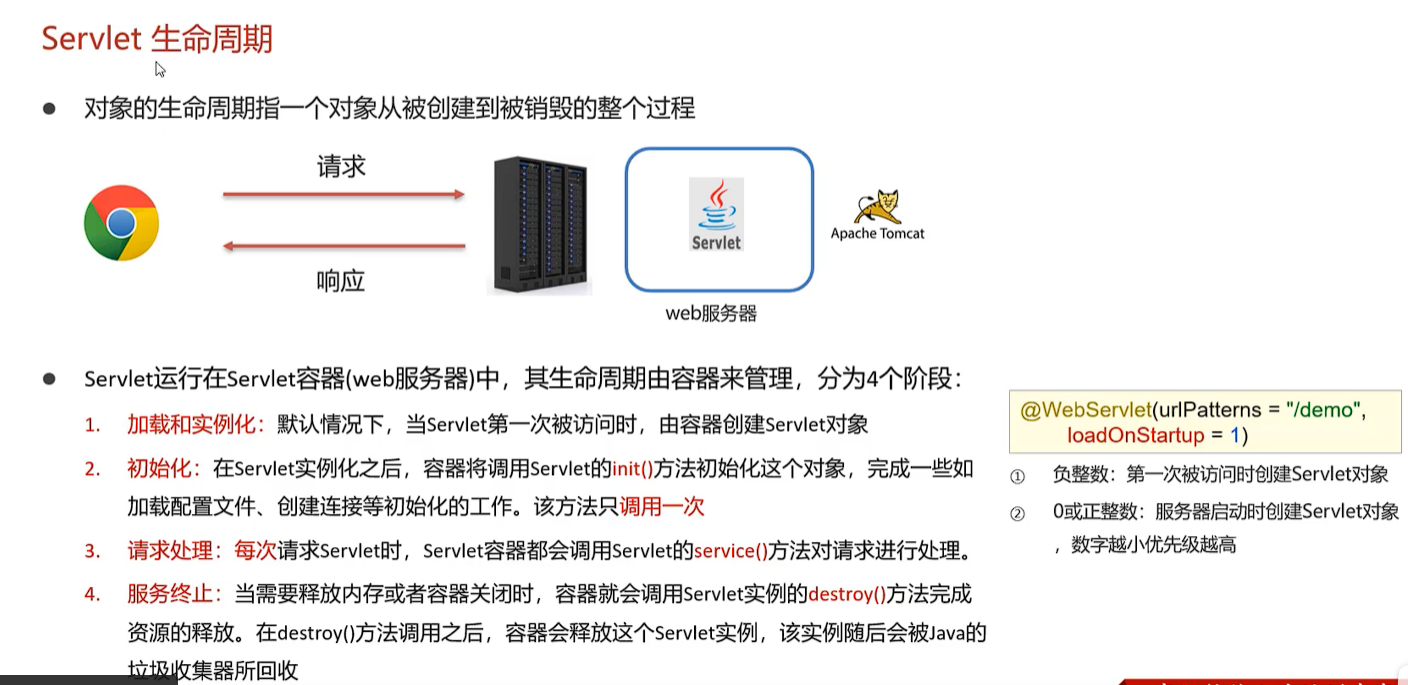 Servlet 生命周期
● 对象的生命周期指一个对象从被创建到被销毁的整个过程
请求
响应
Servlet
Apache Tomcat
web服务器
● Servlet运行在Servlet容器(web服务器)中，其生命周期由容器来管理，分为4个阶段：
1. 加载和实例化：默认情况下，当Servlet第一次被访问时，由容器创建Servlet对象
2. 初始化：在Servlet实例化之后，容器将调用Servlet的init()方法初始化这个对象，完成一些如
加载配置文件、创建连接等初始化的工作。该方法只调用一次
3. 请求处理：每次请求Servlet时，Servlet容器都会调用Servlet的service()方法对请求进行处理。
4. 服务终止：当需要释放内存或者容器关闭时，容器就会调用Servlet实例的destroy()方法完成
资源的释放。在destroy()方法调用之后，容器会释放这个Servlet实例，该实例随后会被Java的
垃圾收集器所回收
@WebServlet(urlPatterns = "/demo",
loadOnStartup = 1)
① 负整数：第一次被访问时创建Servlet对象
② 0或正整数：服务器启动时创建Servlet对象
，数字越小优先级越高